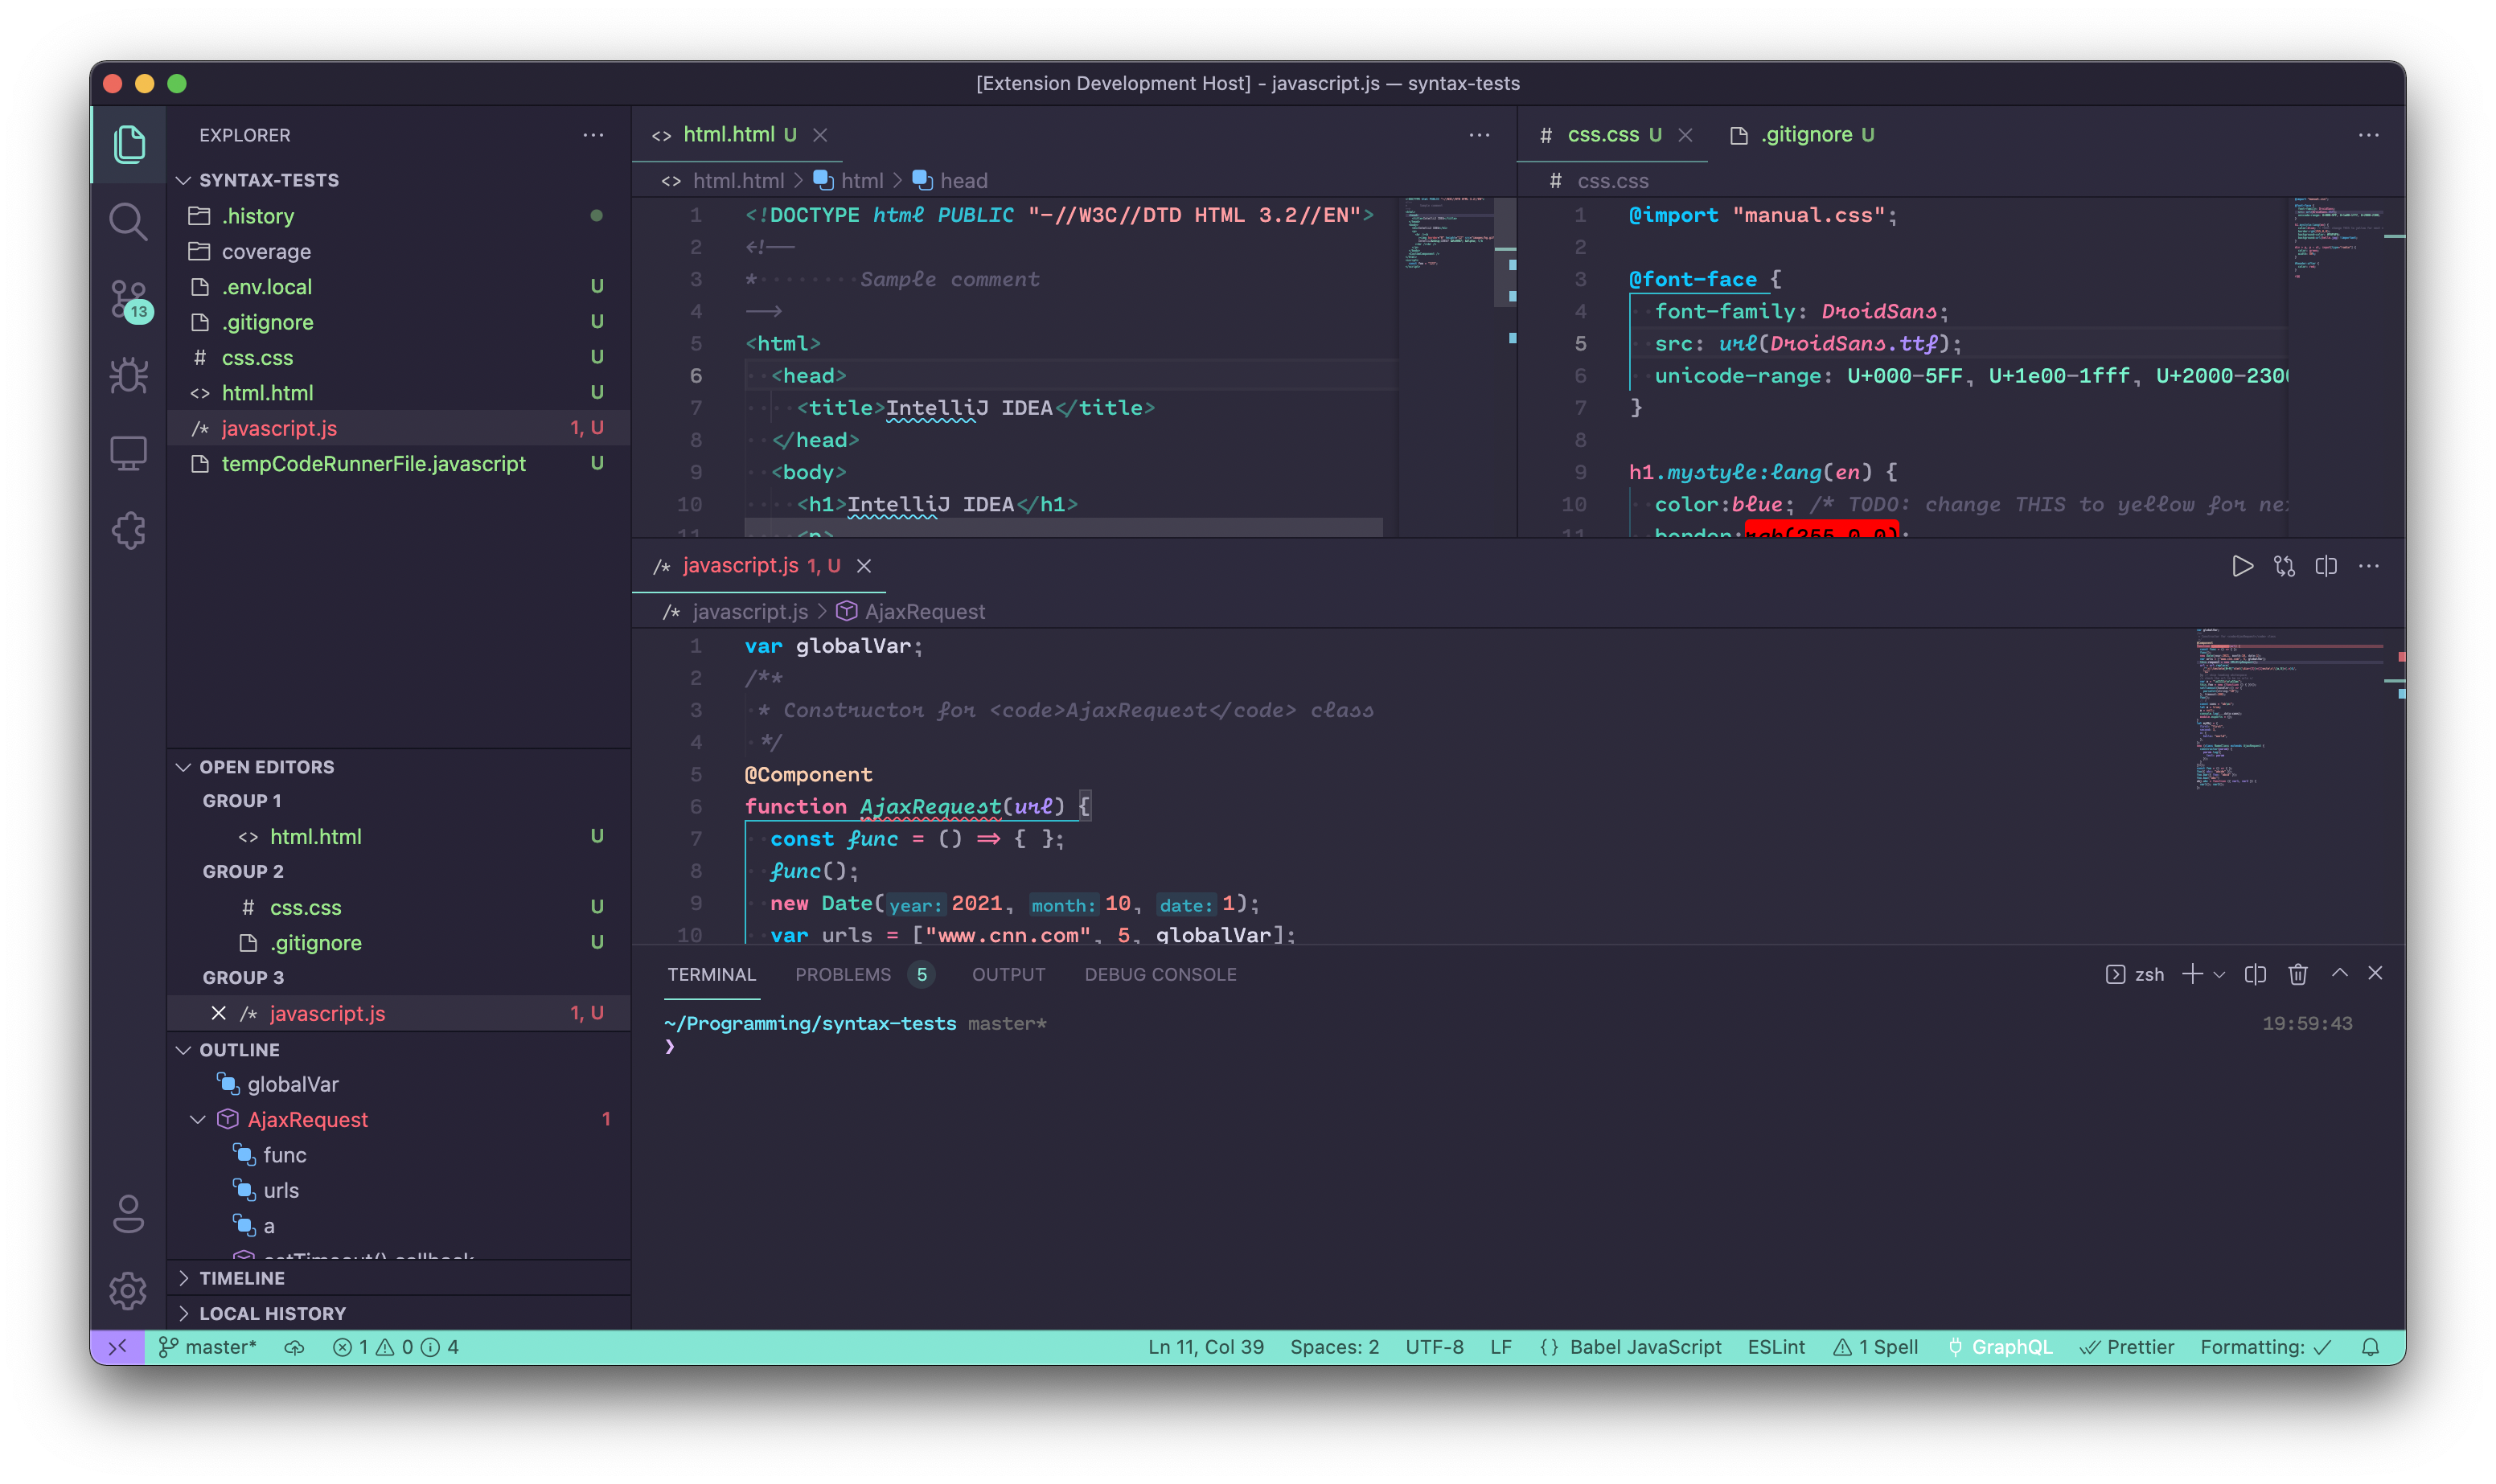 [Extension Development Host] - javascript.js — syntax-tests
EXPLORER
SYNTAX-TESTS
.history
coverage
.env.local U
.gitignore U
# css.css U
<> html.html U
/* javascript.js 1, U
tempCodeRunnerFile.javascript U
13
OPEN EDITORS
GROUP 1
<> html.html U
GROUP 2
# css.css U
.gitignore U
GROUP 3
/* javascript.js 1, U
OUTLINE
globalVar
AjaxRequest 1
func
urls
a
setTimeout() callback
TIMELINE
LOCAL HISTORY
<> html.html U
<> html.html > html > head
1 <!DOCTYPE html PUBLIC "-//W3C//DTD HTML 3.2//EN">
2 <!--
3 * Sample comment
4 -->
5 <html>
6 <head>
7 <title>IntelliJ IDEA</title>
8 </head>
9 <body>
10 <h1>IntelliJ IDEA</h1>
11 <p>
# css.css U .gitignore U
# css.css
1 @import "manual.css";
2
3 @font-face {
4 font-family: DroidSans;
5 src: url(DroidSans.ttf);
6 unicode-range: U+000-5FF, U+1e00-1fff, U+2000-2300
7 }
8
9 h1.mystyle:lang(en) {
10 color:blue; /* TODO: change THIS to yellow for ne
11 border:rgb(255,0,0);
/* javascript.js 1, U
/* javascript.js > AjaxRequest
1 var globalVar;
2 /**
3 * Constructor for <code>AjaxRequest</code> class
4 */
5 @Component
6 function AjaxRequest(url) {
7 const func = () => { };
8 func();
9 new Date(year: 2021, month: 10, date: 1);
10 var urls = ["www.cnn.com", 5, globalVar];
TERMINAL PROBLEMS 5 OUTPUT DEBUG CONSOLE zsh
~/Programming/syntax-tests master* 19:59:43
❯
master* 1 0 4 Ln 11, Col 39 Spaces: 2 UTF-8 LF {} Babel JavaScript ESLint 1 Spell GraphQL Prettier Formatting: ✓